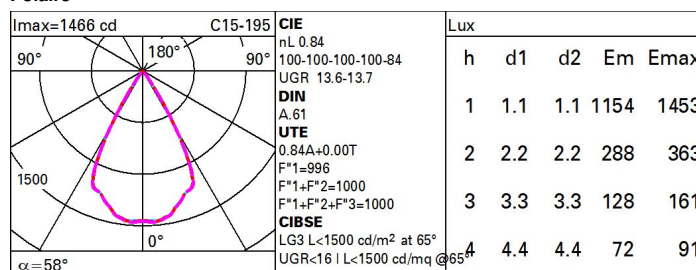 Imax=1466 cd C15-195
90° 180° 90°
1500
0°
α=58°
CIE
nL 0.84
100-100-100-100-84
UGR 13.6-13.7
DIN
A.61
UTE
0.84A+0.00T
F"1=996
F"1+F"2=1000
F"1+F"2+F"3=1000
CIBSE
LG3 L<1500 cd/m² at 65°
UGR<16 | L<1500 cd/mq @65°
Lux
h d1 d2 Em Emax
1 1.1 1.1 1154 1453
2 2.2 2.2 288 363
3 3.3 3.3 128 161
4 4.4 4.4 72 91